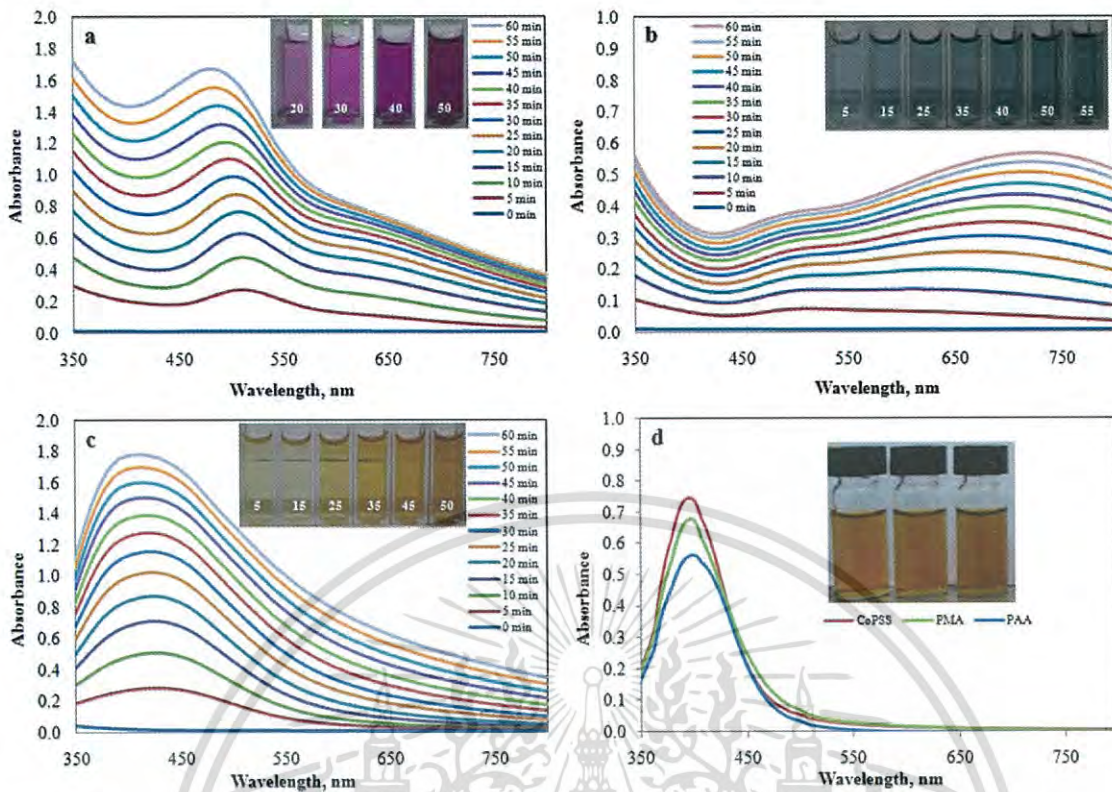 a
2.0
1.8
1.6
1.4
1.2
1.0
0.8
0.6
0.4
0.2
0.0
Absorbance
350 450 550 650 750
Wavelength, nm
20 30 40 50
60 min
55 min
50 min
45 min
40 min
35 min
30 min
25 min
20 min
15 min
10 min
5 min
0 min
b
1.0
0.9
0.8
0.7
0.6
0.5
0.4
0.3
0.2
0.1
0.0
Absorbance
350 450 550 650 750
Wavelength, nm
60 min
55 min
50 min
45 min
40 min
35 min
30 min
25 min
20 min
15 min
10 min
5 min
0 min
5 15 25 35 40 50 55
c
2.0
1.8
1.6
1.4
1.2
1.0
0.8
0.6
0.4
0.2
0.0
Absorbance
350 450 550 650 750
Wavelength, nm
5 15 25 35 45 50
60 min
55 min
50 min
45 min
40 min
35 min
30 min
25 min
20 min
15 min
10 min
5 min
0 min
d
1.0
0.9
0.8
0.7
0.6
0.5
0.4
0.3
0.2
0.1
0.0
Absorbance
350 450 550 650 750
Wavelength, nm
CoPSS PMA PAA